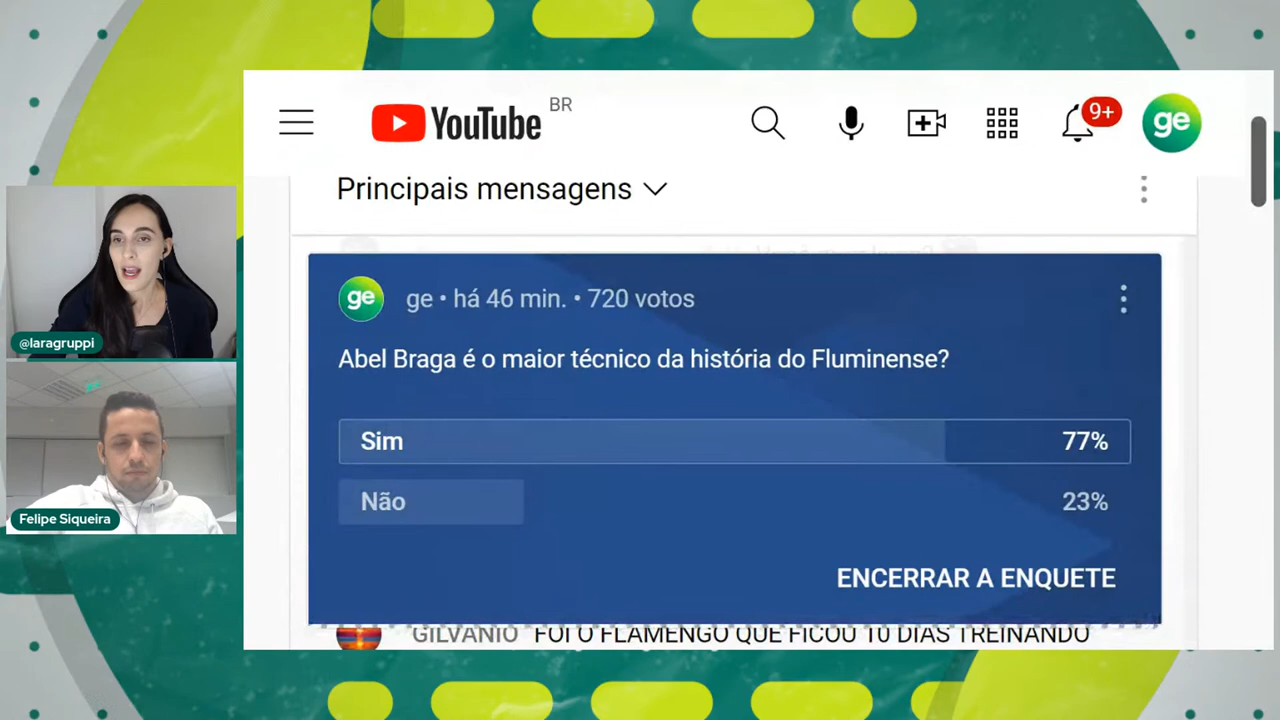 YouTube BR
9+
ge
Principais mensagens
ge • há 46 min. • 720 votos
ge
Abel Braga é o maior técnico da história do Fluminense?
Sim 77%
Não 23%
ENCERRAR A ENQUETE
GILVANIO FOI O FLAMENGO QUE FICOU 10 DIAS TREINANDO
@laragruppi
Felipe Siqueira